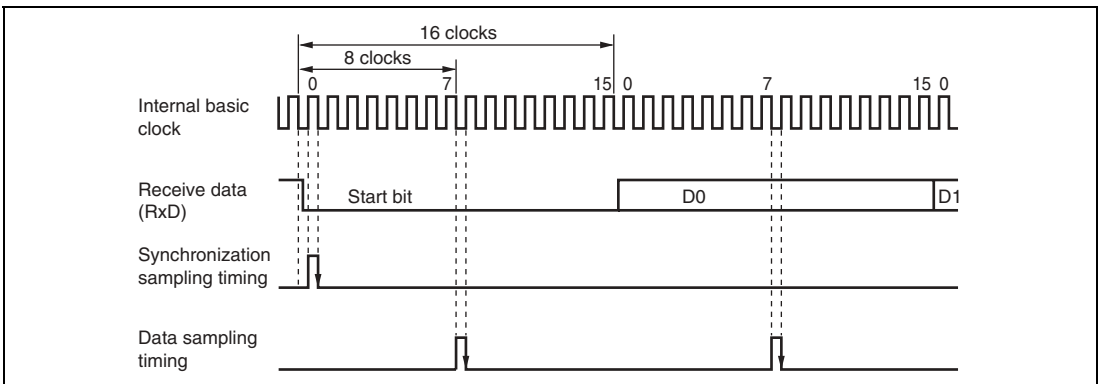 16 clocks
8 clocks
0 7 15 0 7 15 0
Internal basic
clock
Receive data
(RxD)
Start bit D0 D1
Synchronization
sampling timing
Data sampling
timing